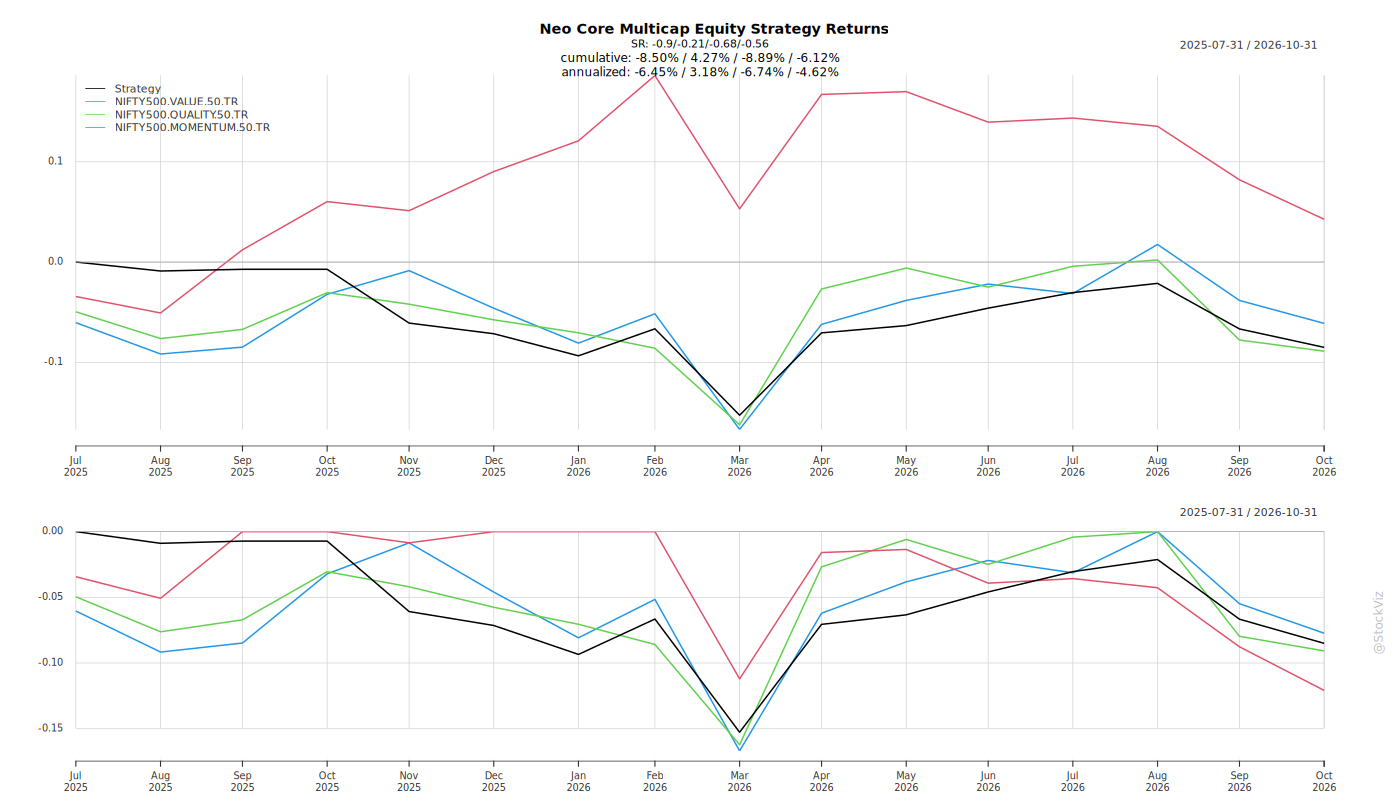 Neo Core Multicap Equity Strategy Returns
SR: -0.9/-0.21/-0.68/-0.56
cumulative: -8.50% / 4.27% / -8.89% / -6.12%
annualized: -6.45% / 3.18% / -6.74% / -4.62%
2025-07-31 / 2026-10-31
Strategy
NIFTY500.VALUE.50.TR
NIFTY500.QUALITY.50.TR
NIFTY500.MOMENTUM.50.TR
0.1
0.0
-0.1
Jul Aug Sep Oct Nov Dec Jan Feb Mar Apr May Jun Jul Aug Sep Oct
2025 2025 2025 2025 2025 2025 2026 2026 2026 2026 2026 2026 2026 2026 2026 2026
2025-07-31 / 2026-10-31
0.00
-0.05
-0.10
-0.15
Jul Aug Sep Oct Nov Dec Jan Feb Mar Apr May Jun Jul Aug Sep Oct
2025 2025 2025 2025 2025 2025 2026 2026 2026 2026 2026 2026 2026 2026 2026 2026
@StockViz